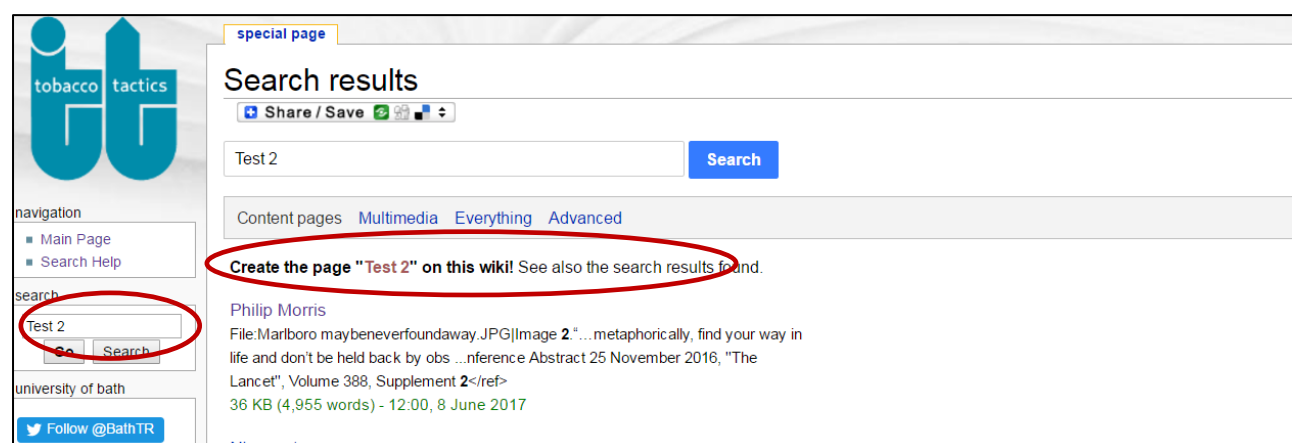 tobacco tactics
special page
Search results
Share / Save
Test 2
Search
navigation
Main Page
Search Help
Content pages Multimedia Everything Advanced
Create the page "Test 2" on this wiki! See also the search results found.
search
Test 2
Go Search
university of bath
Follow @BathTR
Philip Morris
File:Marlboro maybeneverfoundaway.JPG|Image 2.“…metaphorically, find your way in
life and don't be held back by obs ...nference Abstract 25 November 2016, "The
Lancet", Volume 388, Supplement 2</ref>
36 KB (4,955 words) - 12:00, 8 June 2017